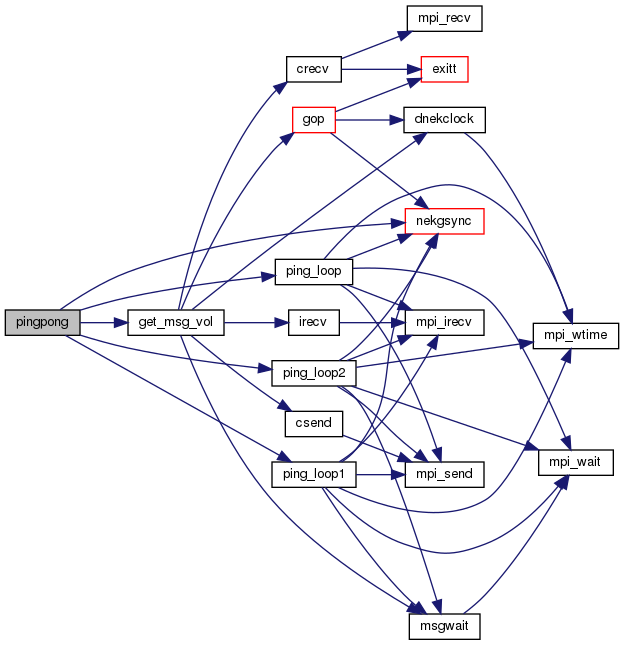 mpi_recv
crecv
exitt
gop
dnekclock
nekgsync
ping_loop
pingpong
get_msg_vol
irecv
mpi_irecv
mpi_wtime
ping_loop2
csend
mpi_wait
ping_loop1
mpi_send
msgwait